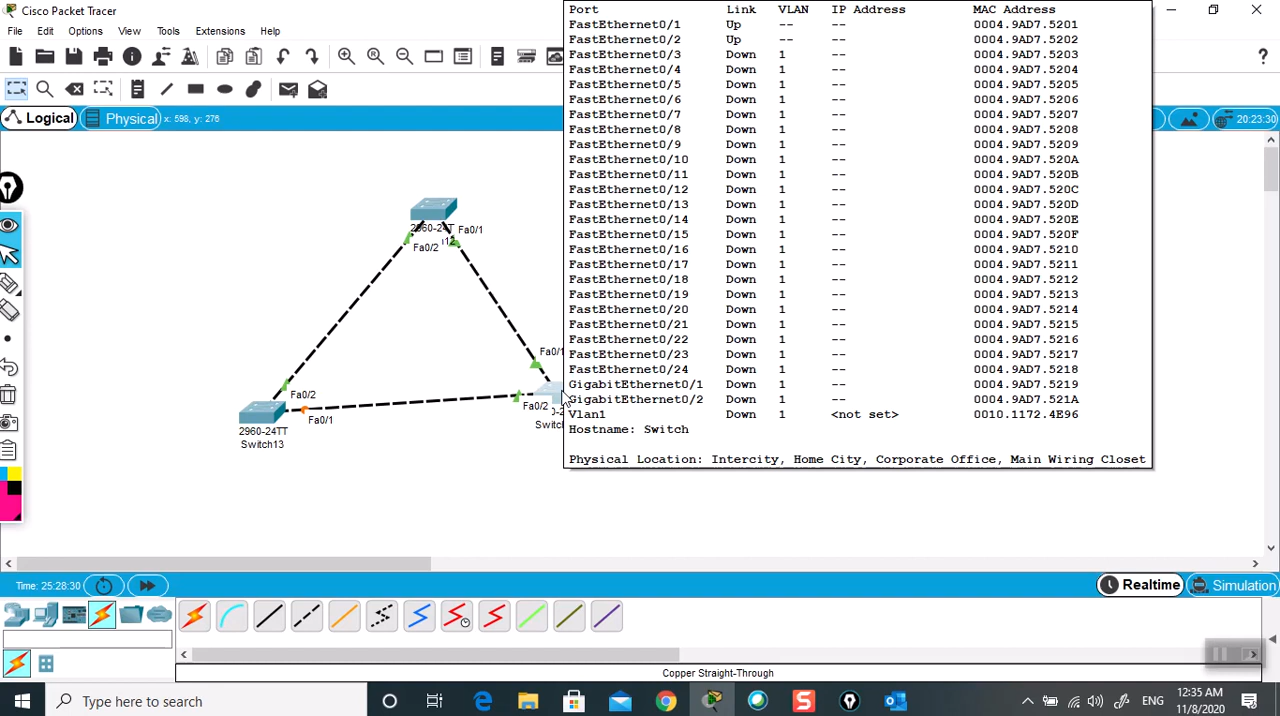 Cisco Packet Tracer
File Edit Options View Tools Extensions Help
Logical Physical x: 598, y: 276
20:23:30
Port Link VLAN IP Address MAC Address
FastEthernet0/1 Up -- -- 0004.9AD7.5201
FastEthernet0/2 Up -- -- 0004.9AD7.5202
FastEthernet0/3 Down 1 -- 0004.9AD7.5203
FastEthernet0/4 Down 1 -- 0004.9AD7.5204
FastEthernet0/5 Down 1 -- 0004.9AD7.5205
FastEthernet0/6 Down 1 -- 0004.9AD7.5206
FastEthernet0/7 Down 1 -- 0004.9AD7.5207
FastEthernet0/8 Down 1 -- 0004.9AD7.5208
FastEthernet0/9 Down 1 -- 0004.9AD7.5209
FastEthernet0/10 Down 1 -- 0004.9AD7.520A
FastEthernet0/11 Down 1 -- 0004.9AD7.520B
FastEthernet0/12 Down 1 -- 0004.9AD7.520C
FastEthernet0/13 Down 1 -- 0004.9AD7.520D
FastEthernet0/14 Down 1 -- 0004.9AD7.520E
FastEthernet0/15 Down 1 -- 0004.9AD7.520F
FastEthernet0/16 Down 1 -- 0004.9AD7.5210
FastEthernet0/17 Down 1 -- 0004.9AD7.5211
FastEthernet0/18 Down 1 -- 0004.9AD7.5212
FastEthernet0/19 Down 1 -- 0004.9AD7.5213
FastEthernet0/20 Down 1 -- 0004.9AD7.5214
FastEthernet0/21 Down 1 -- 0004.9AD7.5215
FastEthernet0/22 Down 1 -- 0004.9AD7.5216
FastEthernet0/23 Down 1 -- 0004.9AD7.5217
FastEthernet0/24 Down 1 -- 0004.9AD7.5218
GigabitEthernet0/1 Down 1 -- 0004.9AD7.5219
GigabitEthernet0/2 Down 1 -- 0004.9AD7.521A
Vlan1 Down 1 <not set> 0010.1172.4E96
Hostname: Switch
Physical Location: Intercity, Home City, Corporate Office, Main Wiring Closet
Fa0/1
Fa0/2
Fa0/1
Fa0/2
Fa0/2
Fa0/1
2960-24TT
Switch13
Switch
Time: 25:28:30
Realtime Simulation
Copper Straight-Through
Type here to search
ENG
12:35 AM
11/8/2020